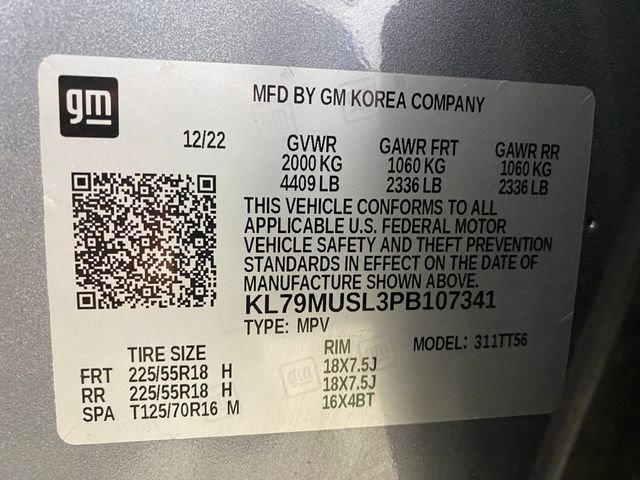 gm
MFD BY GM KOREA COMPANY
12/22 GVWR GAWR FRT GAWR RR
2000 KG 1060 KG 1060 KG
4409 LB 2336 LB 2336 LB
THIS VEHICLE CONFORMS TO ALL
APPLICABLE U.S. FEDERAL MOTOR
VEHICLE SAFETY AND THEFT PREVENTION
STANDARDS IN EFFECT ON THE DATE OF
MANUFACTURE SHOWN ABOVE.
KL79MUSL3PB107341
TYPE: MPV MODEL: 311TT56
TIRE SIZE RIM
FRT 225/55R18 H 18X7.5J
RR 225/55R18 H 18X7.5J
SPA T125/70R16 M 16X4BT
gm